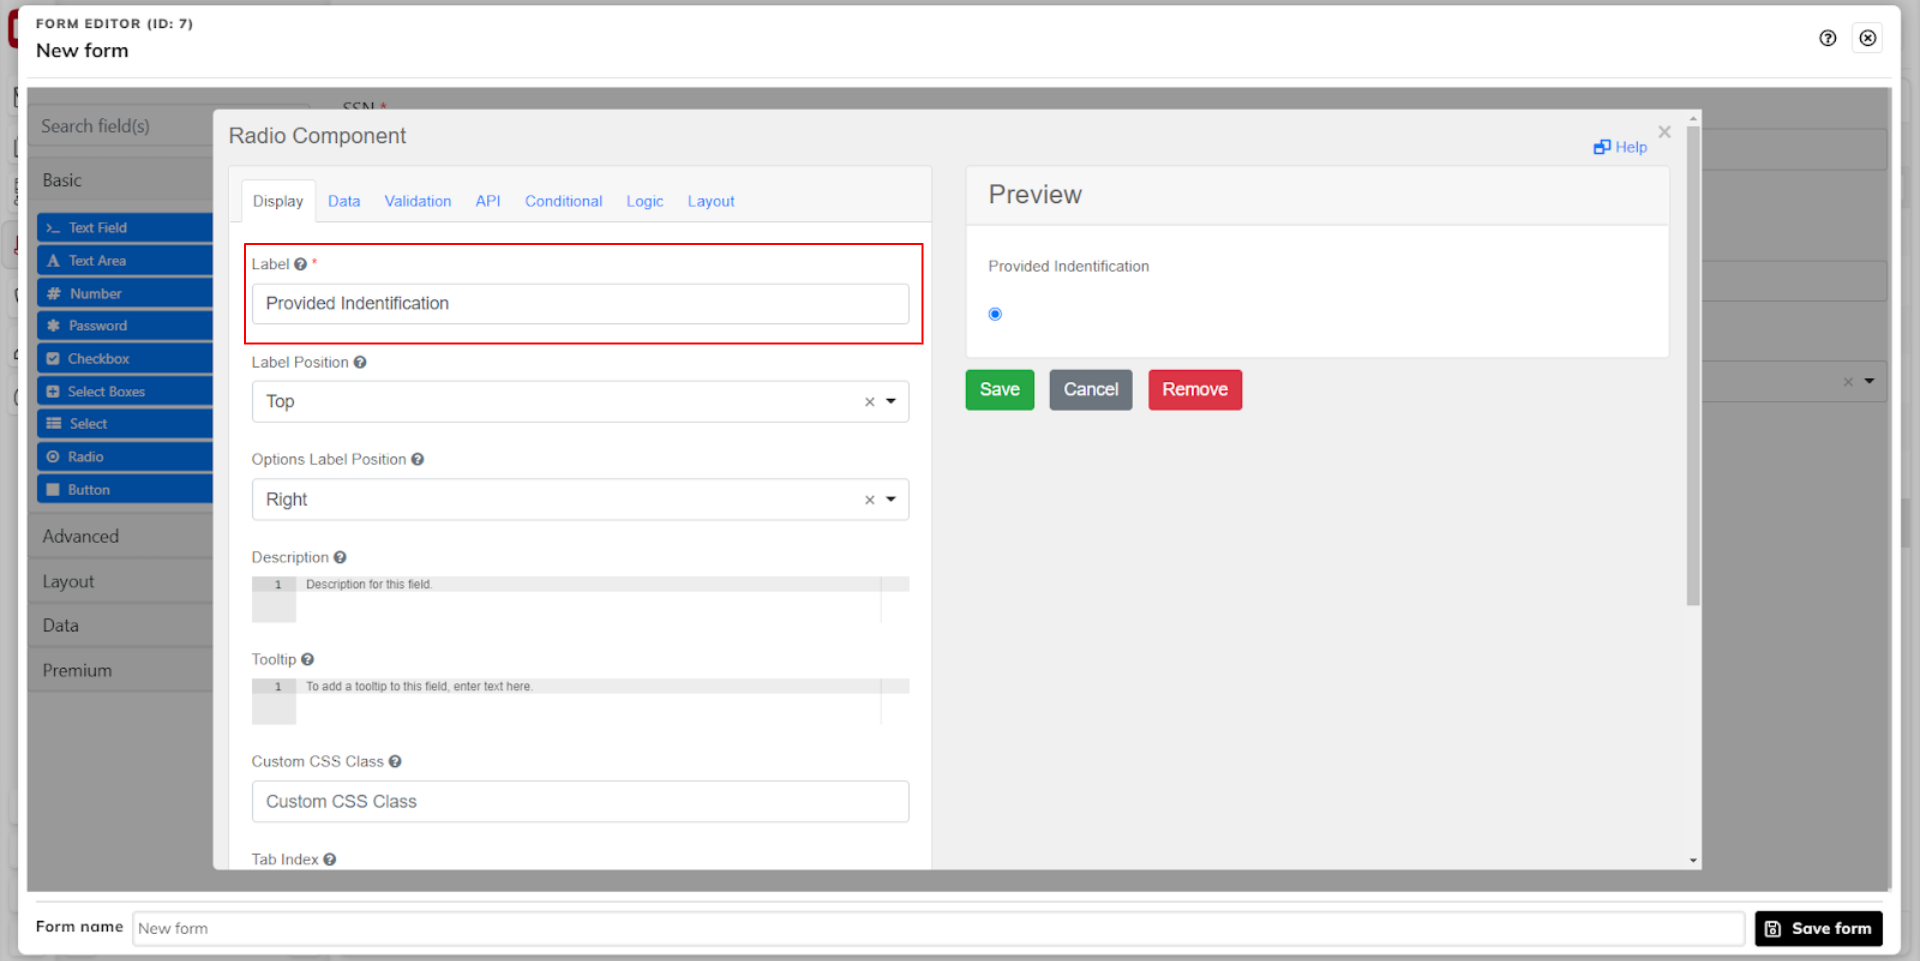 FORM EDITOR (ID: 7)
New form
SSN *
Search field(s)
Basic
Text Field
Text Area
Number
Password
Checkbox
Select Boxes
Select
Radio
Button
Advanced
Layout
Data
Premium
Radio Component
Help
Display Data Validation API Conditional Logic Layout
Label *
Provided Indentification
Label Position
Top
Options Label Position
Right
Description
1 Description for this field.
Tooltip
1 To add a tooltip to this field, enter text here.
Custom CSS Class
Custom CSS Class
Tab Index
Preview
Provided Indentification
Save Cancel Remove
Form name New form
Save form